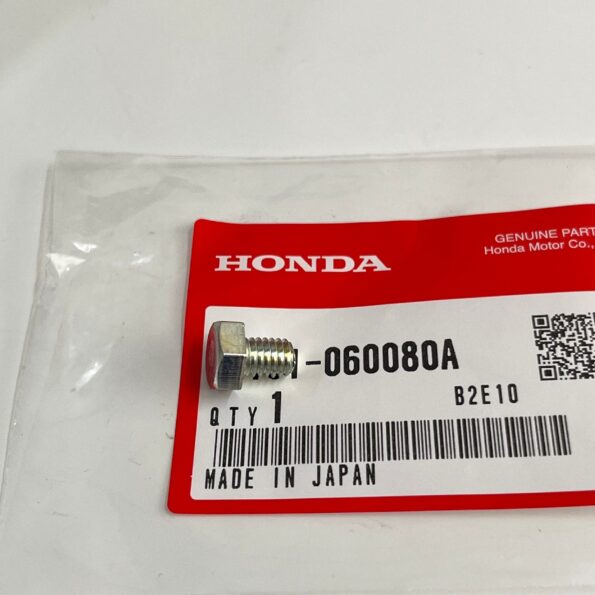 GENUINE PART
Honda Motor Co.,
HONDA
-060080A
B2E10
QTY 1
MADE IN JAPAN